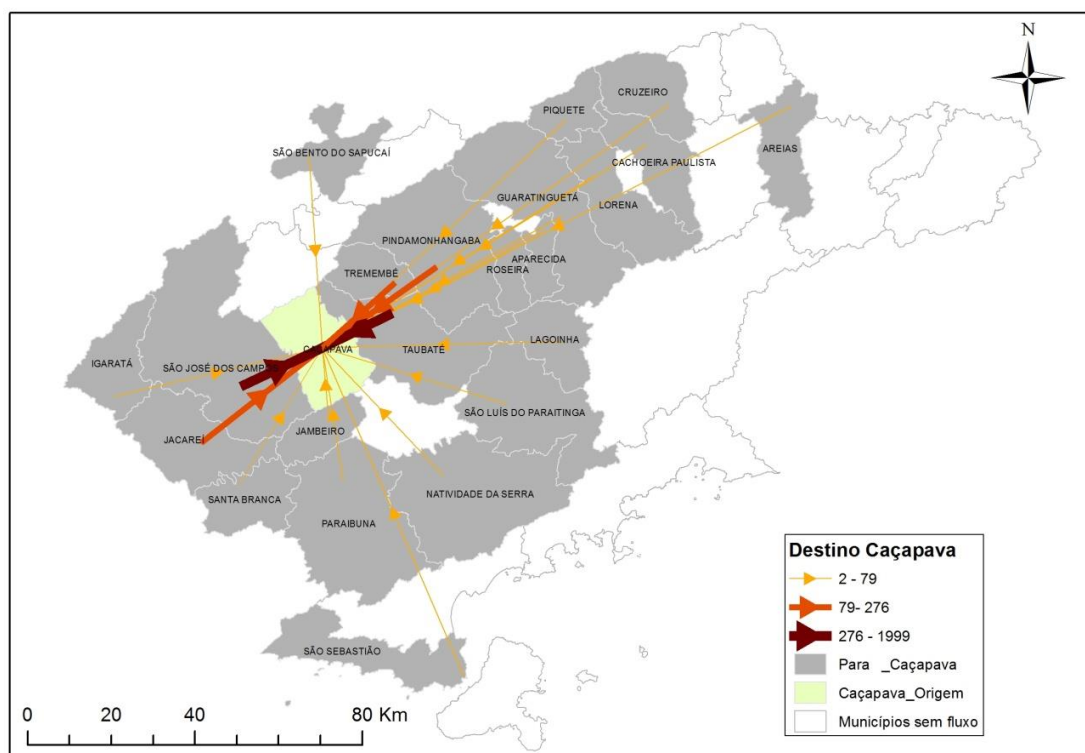 N
CRUZEIRO
PIQUETE
SÃO BENTO DO SAPUCAÍ
AREIAS
CACHOEIRA PAULISTA
GUARATINGUETÁ
LORENA
PINDAMONHANGABA
APARECIDA
TREMEMBÉ
ROSEIRA
CAÇAPAVA
TAUBATÉ
LAGOINHA
IGARATÁ
SÃO JOSÉ DOS CAMPOS
SÃO LUÍS DO PARAITINGA
JAMBEIRO
JACAREÍ
SANTA BRANCA
NATIVIDADE DA SERRA
PARAIBUNA
SÃO SEBASTIÃO
Destino Caçapava
2 - 79
79- 276
276 - 1999
Para _Caçapava
Caçapava_Origem
Municípios sem fluxo
0 20 40 80 Km